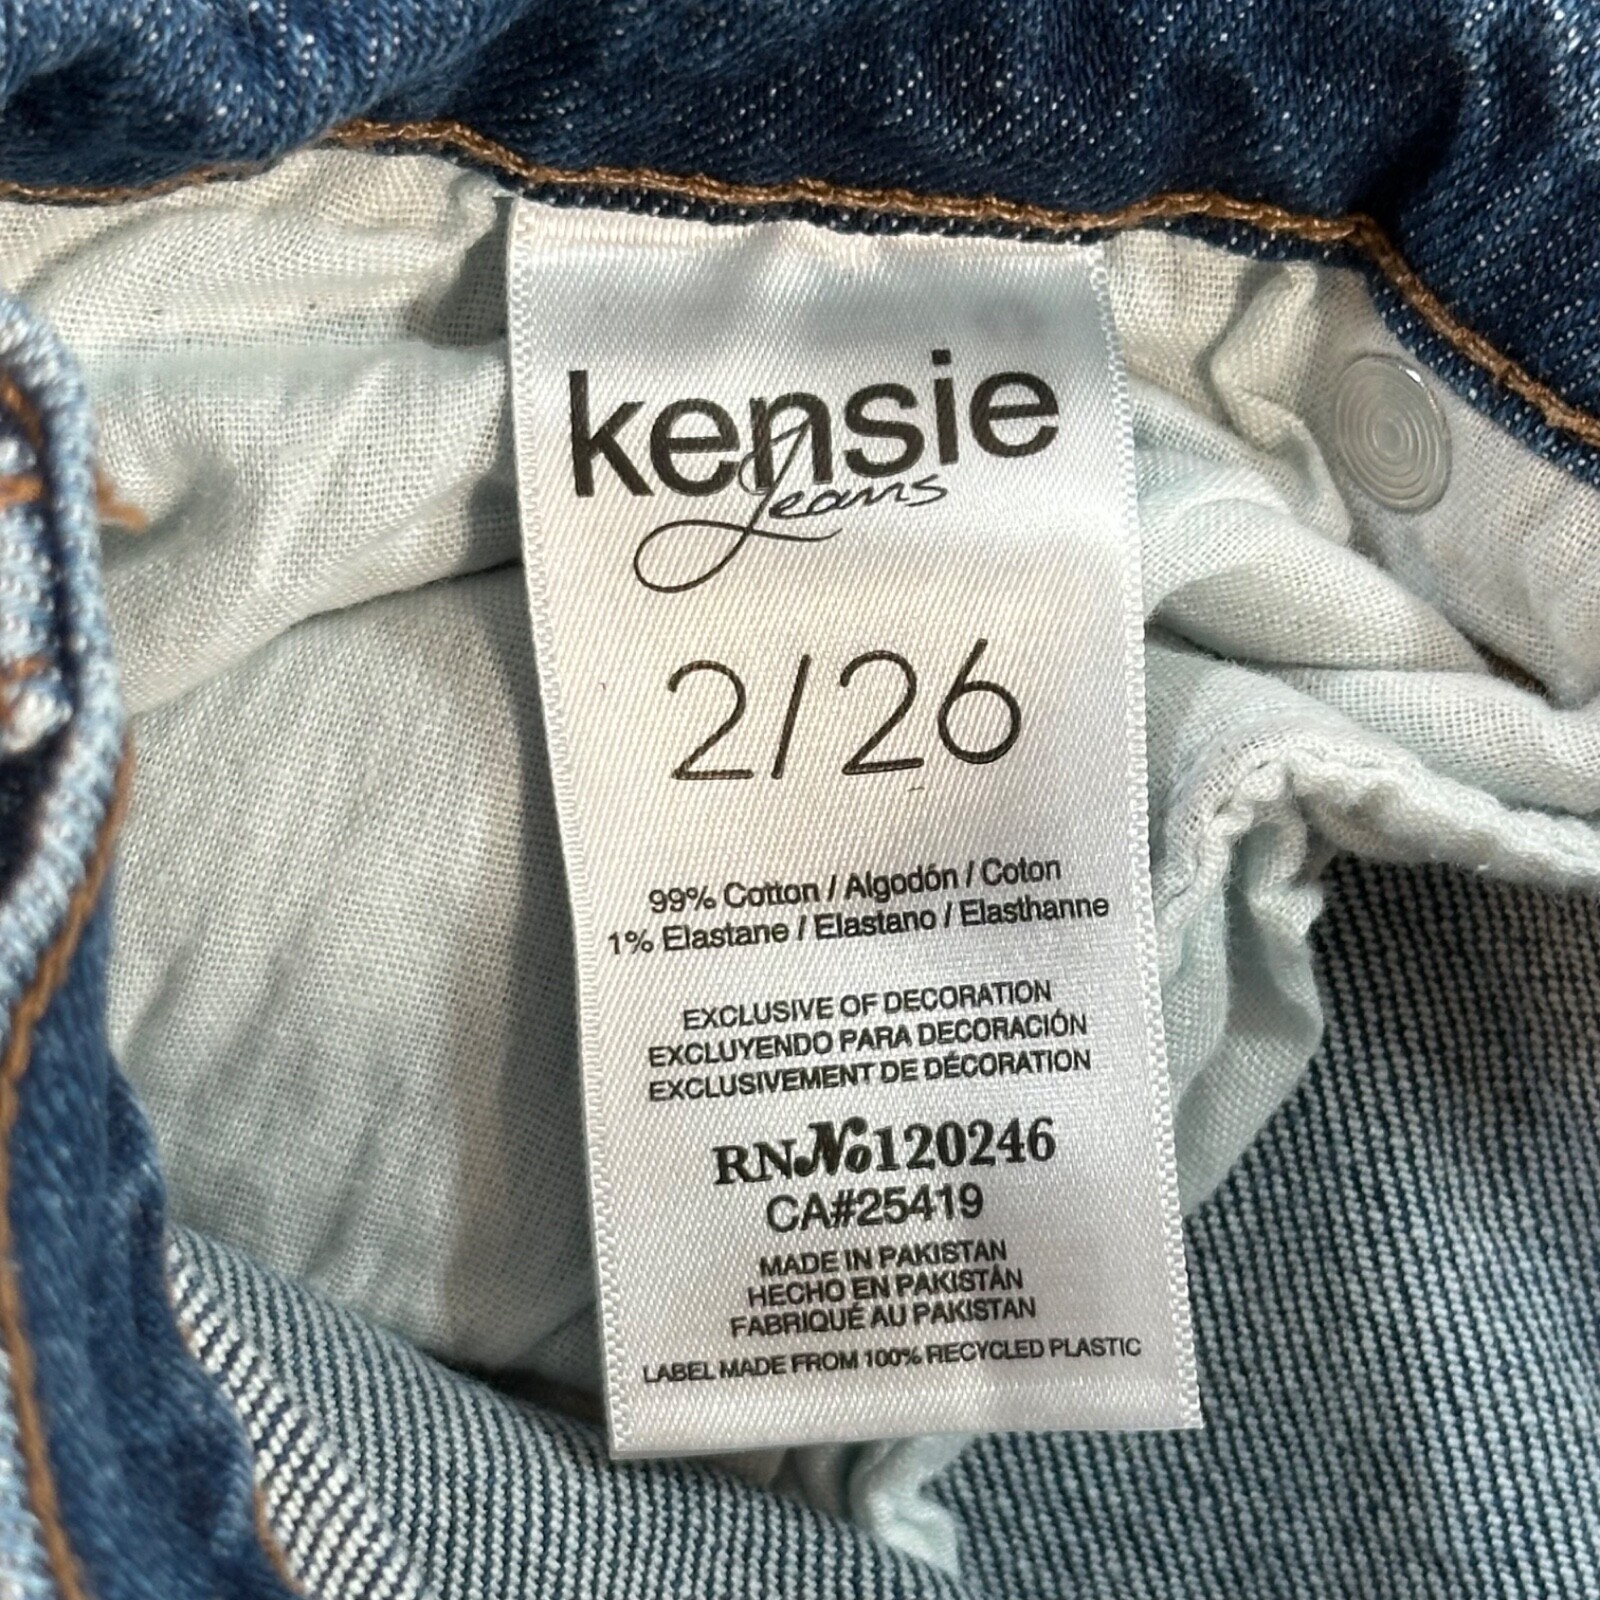 kensie
Jeans
2/26
99% Cotton / Algodón / Coton
1% Elastane / Elastano / Elasthanne
EXCLUSIVE OF DECORATION
EXCLUYENDO PARA DECORACIÓN
EXCLUSIVEMENT DE DÉCORATION
RN№120246
CA#25419
MADE IN PAKISTAN
HECHO EN PAKISTÁN
FABRIQUÉ AU PAKISTAN
LABEL MADE FROM 100% RECYCLED PLASTIC